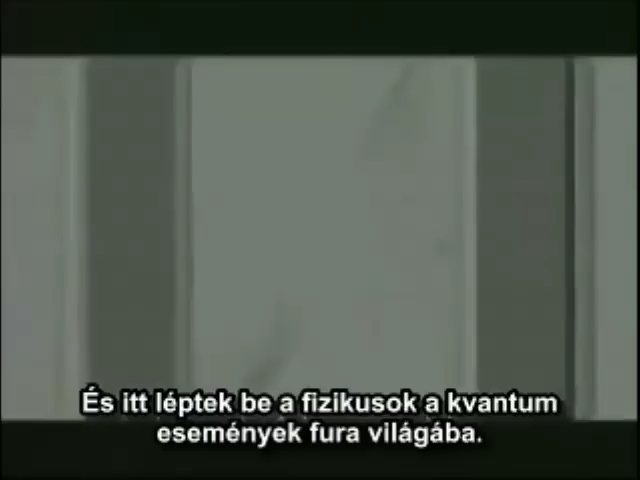 És itt léptek be a fizikusok a kvantum
események fura világába.